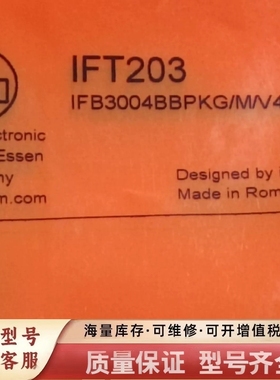 IFT203
IFB3004BBPKG/M/V4
ctronic
Essen
ny
m.com
Designed by
Made in Rom
型号
客服
海量库存·可维修·可开增值税
质量保证 型号齐全